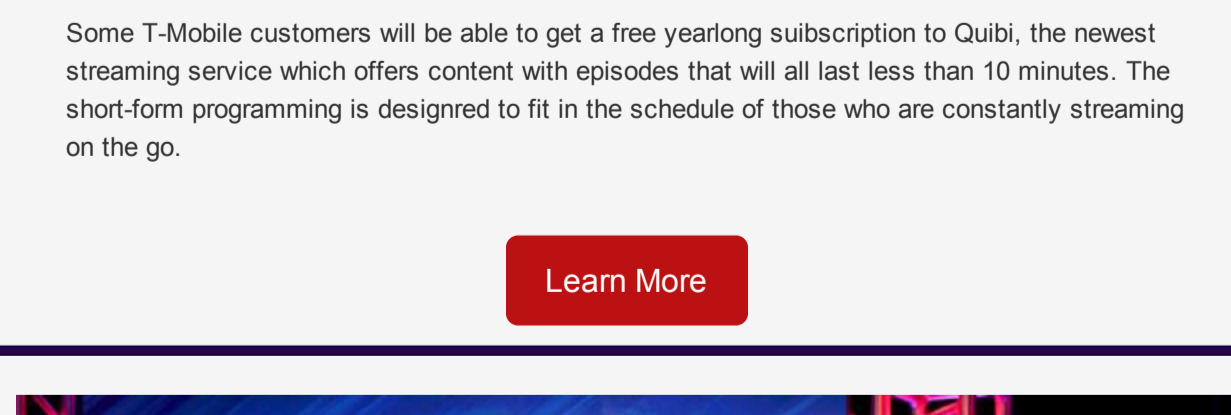 Some T-Mobile customers will be able to get a free yearlong suibscription to Quibi, the newest
streaming service which offers content with episodes that will all last less than 10 minutes. The
short-form programming is designred to fit in the schedule of those who are constantly streaming
on the go.
Learn More